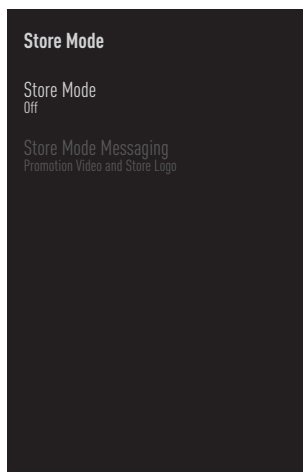 Store Mode
Store Mode
Off
Store Mode Messaging
Promotion Video and Store Logo